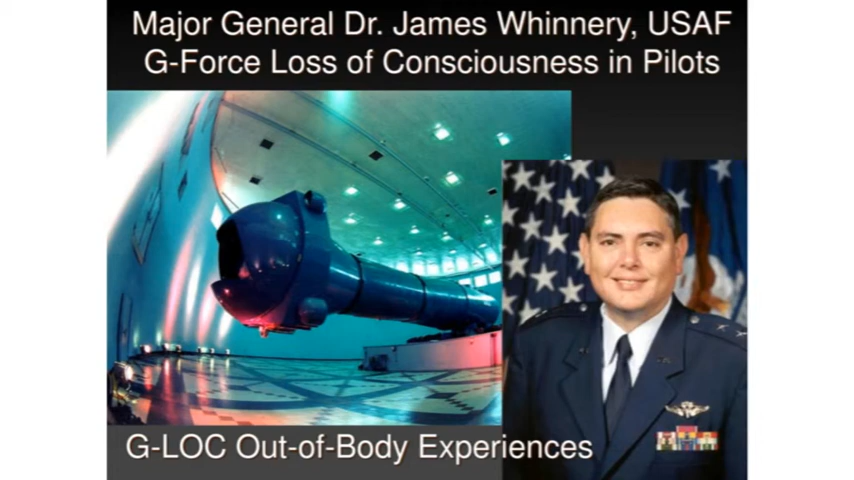 Major General Dr. James Whinnery, USAF
G-Force Loss of Consciousness in Pilots
G-LOC Out-of-Body Experiences